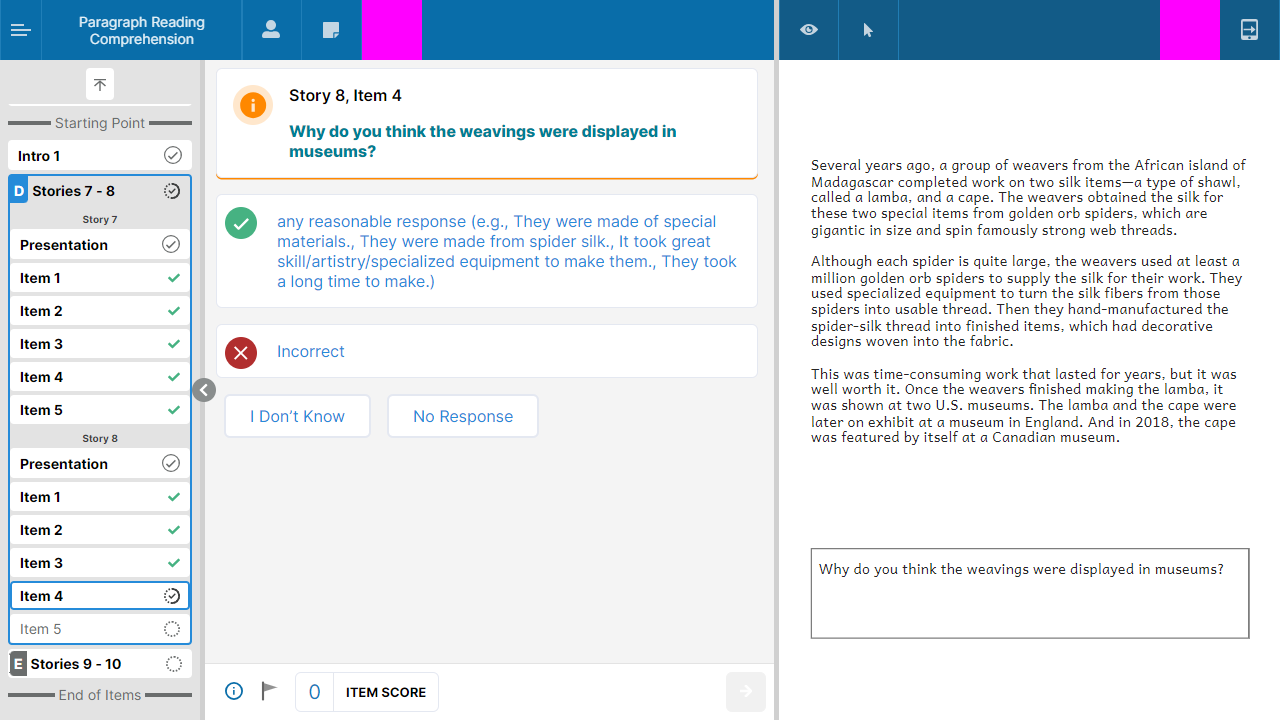 Paragraph Reading
Comprehension
Starting Point
Intro 1
D Stories 7 - 8
Story 7
Presentation
Item 1
Item 2
Item 3
Item 4
Item 5
Story 8
Presentation
Item 1
Item 2
Item 3
Item 4
Item 5
E Stories 9 - 10
End of Items
Story 8, Item 4
Why do you think the weavings were displayed in
museums?
any reasonable response (e.g., They were made of special
materials., They were made from spider silk., It took great
skill/artistry/specialized equipment to make them., They took
a long time to make.)
Incorrect
I Don’t Know
No Response
0 ITEM SCORE
Several years ago, a group of weavers from the African island of
Madagascar completed work on two silk items—a type of shawl,
called a lamba, and a cape. The weavers obtained the silk for
these two special items from golden orb spiders, which are
gigantic in size and spin famously strong web threads.
Although each spider is quite large, the weavers used at least a
million golden orb spiders to supply the silk for their work. They
used specialized equipment to turn the silk fibers from those
spiders into usable thread. Then they hand-manufactured the
spider-silk thread into finished items, which had decorative
designs woven into the fabric.
This was time-consuming work that lasted for years, but it was
well worth it. Once the weavers finished making the lamba, it
was shown at two U.S. museums. The lamba and the cape were
later on exhibit at a museum in England. And in 2018, the cape
was featured by itself at a Canadian museum.
Why do you think the weavings were displayed in museums?